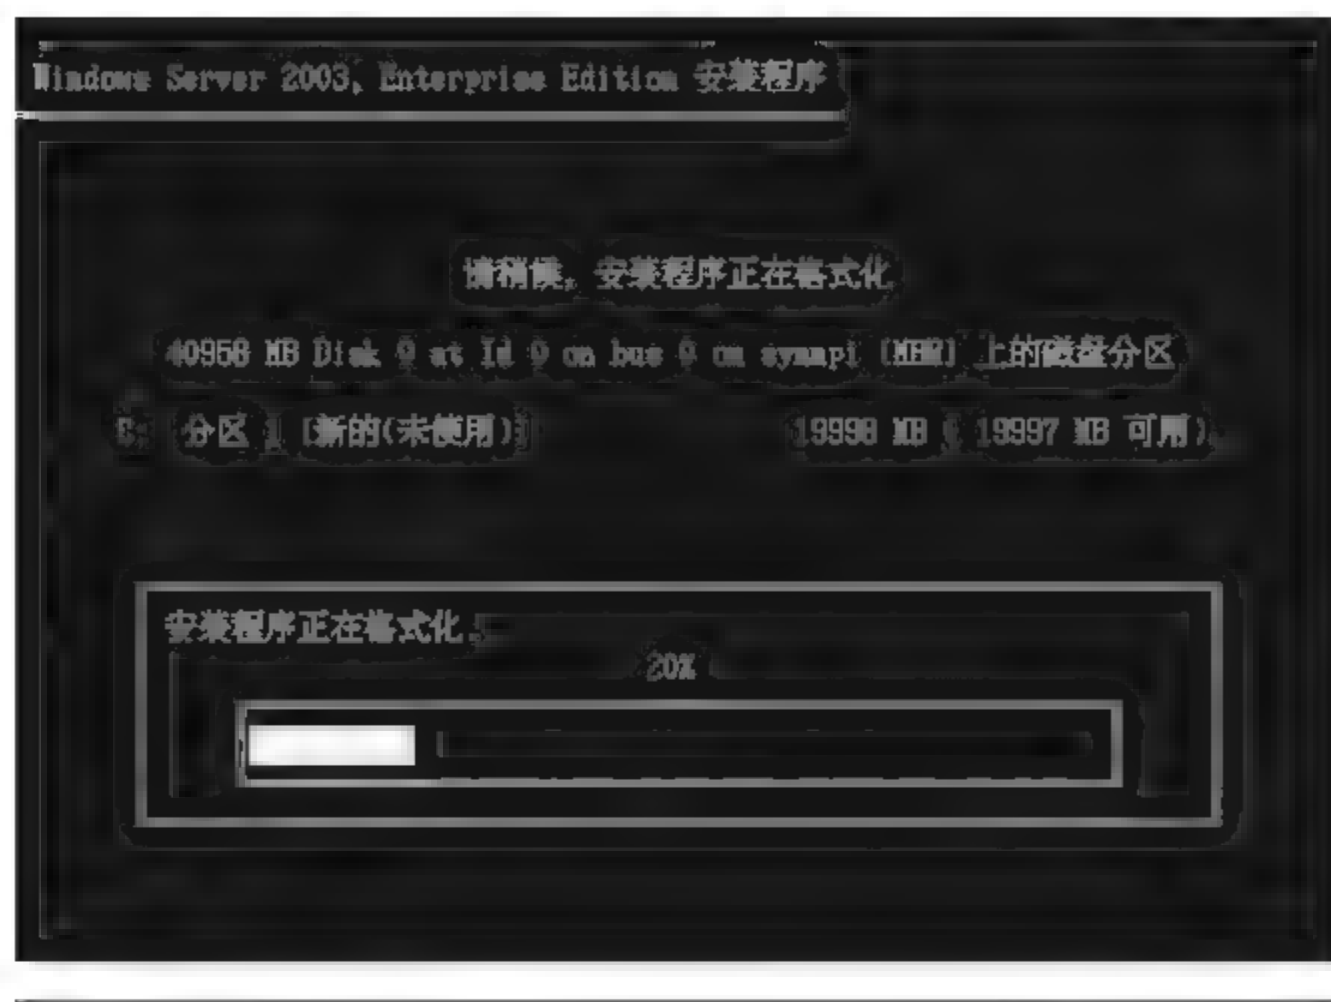 Windows Server 2003, Enterprise Edition 安装程序
请稍候，安装程序正在格式化
40958 MB Disk 0 at Id 0 on bus 0 on symmpi [MBR] 上的磁盘分区
C: 分区 1 [新的(未使用)] 19998 MB ( 19997 MB 可用)
安装程序正在格式化...
20%